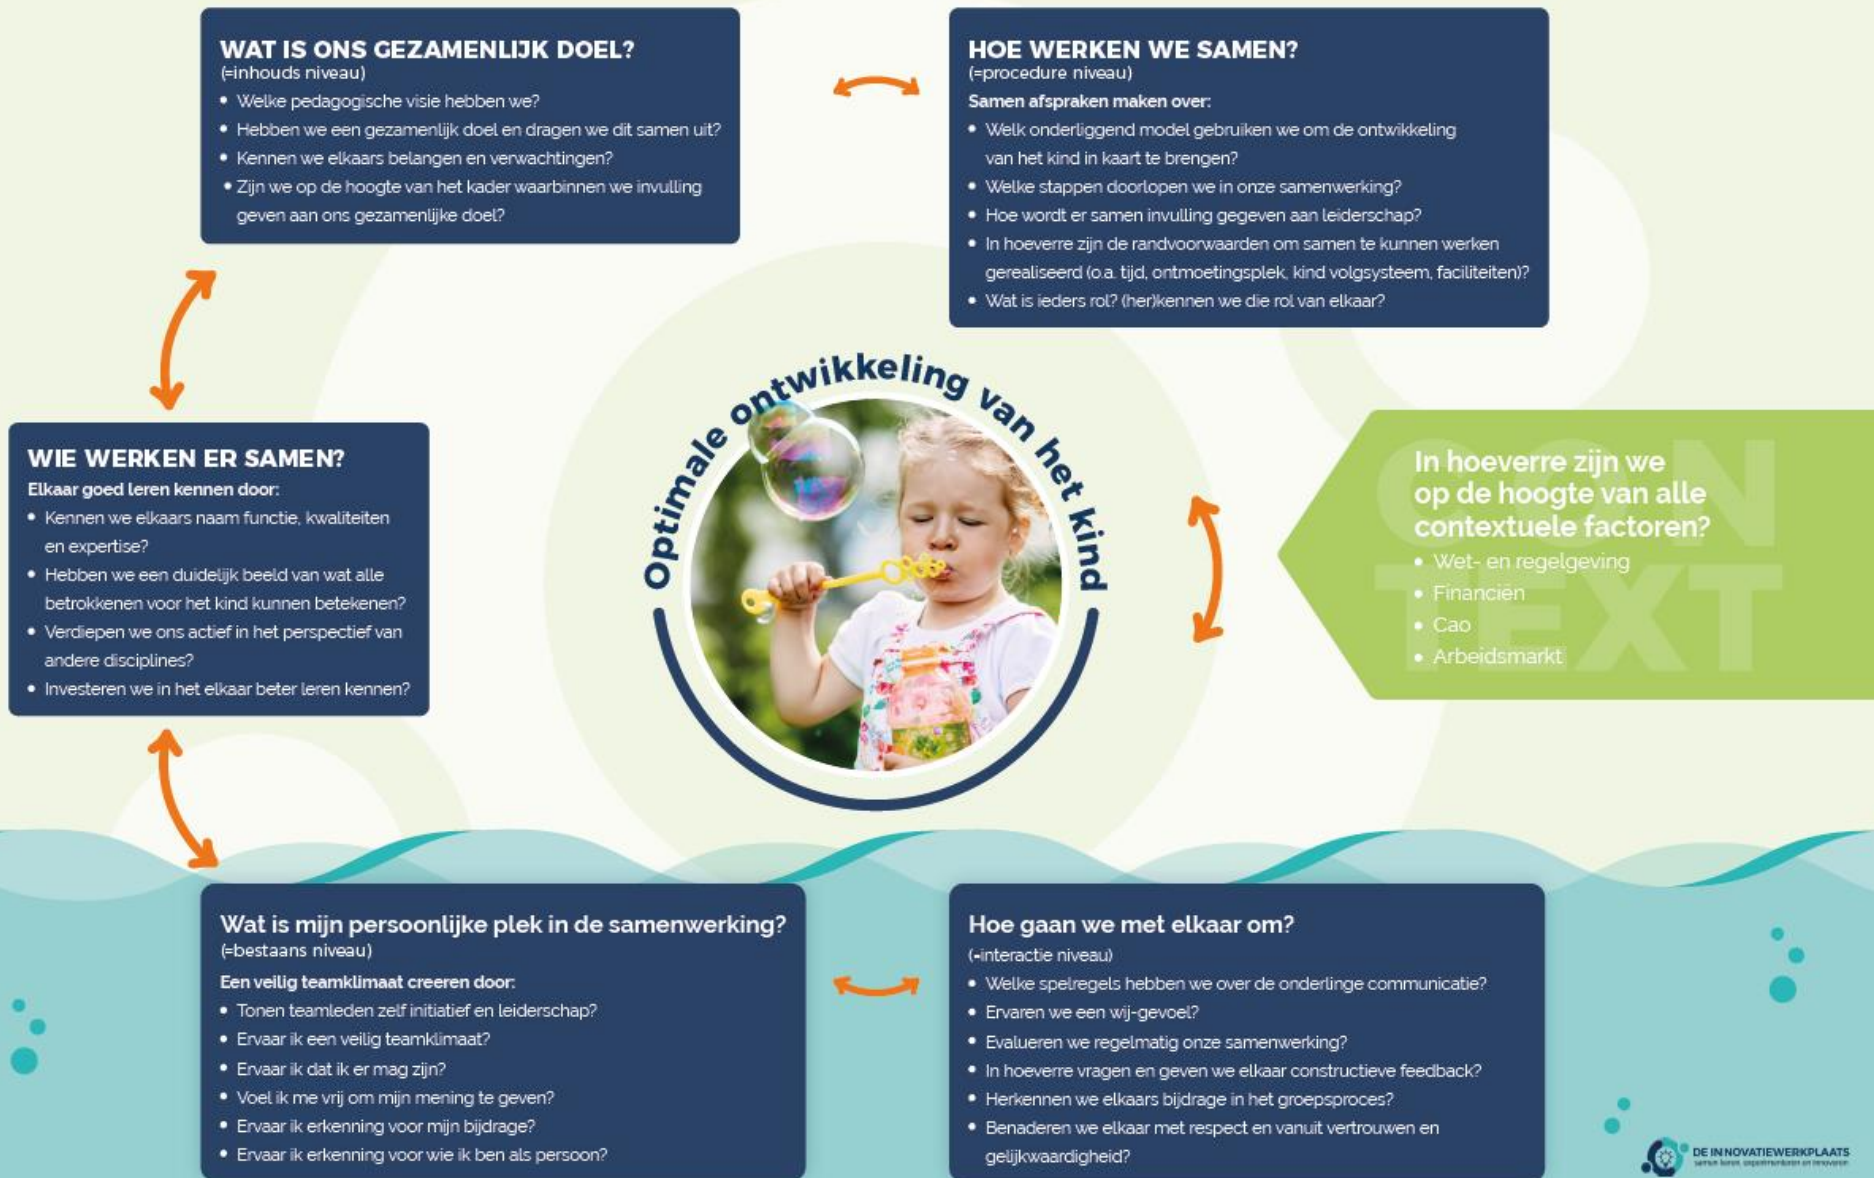 WAT IS ONS GEZAMENLIJK DOEL?
(=inhouds niveau)
• Welke pedagogische visie hebben we?
• Hebben we een gezamenlijk doel en dragen we dit samen uit?
• Kennen we elkaars belangen en verwachtingen?
• Zijn we op de hoogte van het kader waarbinnen we invulling
geven aan ons gezamenlijke doel?
HOE WERKEN WE SAMEN?
(=procedure niveau)
Samen afspraken maken over:
• Welk onderliggend model gebruiken we om de ontwikkeling
van het kind in kaart te brengen?
• Welke stappen doorlopen we in onze samenwerking?
• Hoe wordt er samen invulling gegeven aan leiderschap?
• In hoeverre zijn de randvoorwaarden om samen te kunnen werken
gerealiseerd (o.a. tijd, ontmoetingsplek, kind volgsysteem, faciliteiten)?
• Wat is ieders rol? (her)kennen we die rol van elkaar?
WIE WERKEN ER SAMEN?
Elkaar goed leren kennen door:
• Kennen we elkaars naam functie, kwaliteiten
en expertise?
• Hebben we een duidelijk beeld van wat alle
betrokkenen voor het kind kunnen betekenen?
• Verdiepen we ons actief in het perspectief van
andere disciplines?
• Investeren we in het elkaar beter leren kennen?
Optimale ontwikkeling van het kind
CON
TEXT
In hoeverre zijn we
op de hoogte van alle
contextuele factoren?
• Wet- en regelgeving
• Financiën
• Cao
• Arbeidsmarkt
Wat is mijn persoonlijke plek in de samenwerking?
(=bestaans niveau)
Een veilig teamklimaat creeren door:
• Tonen teamleden zelf initiatief en leiderschap?
• Ervaar ik een veilig teamklimaat?
• Ervaar ik dat ik er mag zijn?
• Voel ik me vrij om mijn mening te geven?
• Ervaar ik erkenning voor mijn bijdrage?
• Ervaar ik erkenning voor wie ik ben als persoon?
Hoe gaan we met elkaar om?
(=interactie niveau)
• Welke spelregels hebben we over de onderlinge communicatie?
• Ervaren we een wij-gevoel?
• Evalueren we regelmatig onze samenwerking?
• In hoeverre vragen en geven we elkaar constructieve feedback?
• Herkennen we elkaars bijdrage in het groepsproces?
• Benaderen we elkaar met respect en vanuit vertrouwen en
gelijkwaardigheid?
DE INNOVATIEWERKPLAATS
samen leren, experimenteren en innoveren